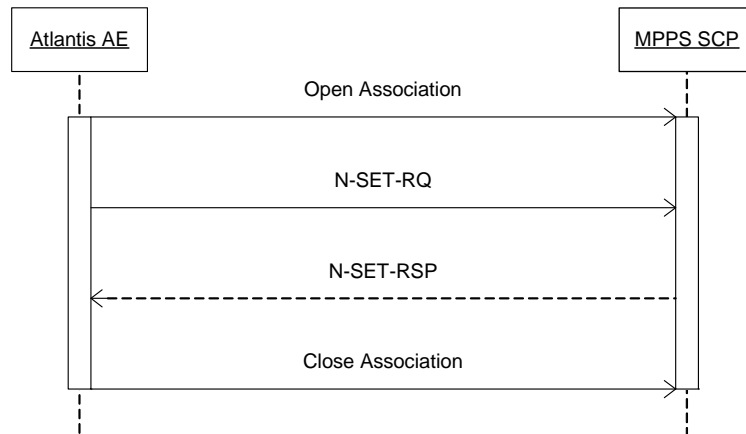 Atlantis AE
MPPS SCP
Open Association
N-SET-RQ
N-SET-RSP
Close Association